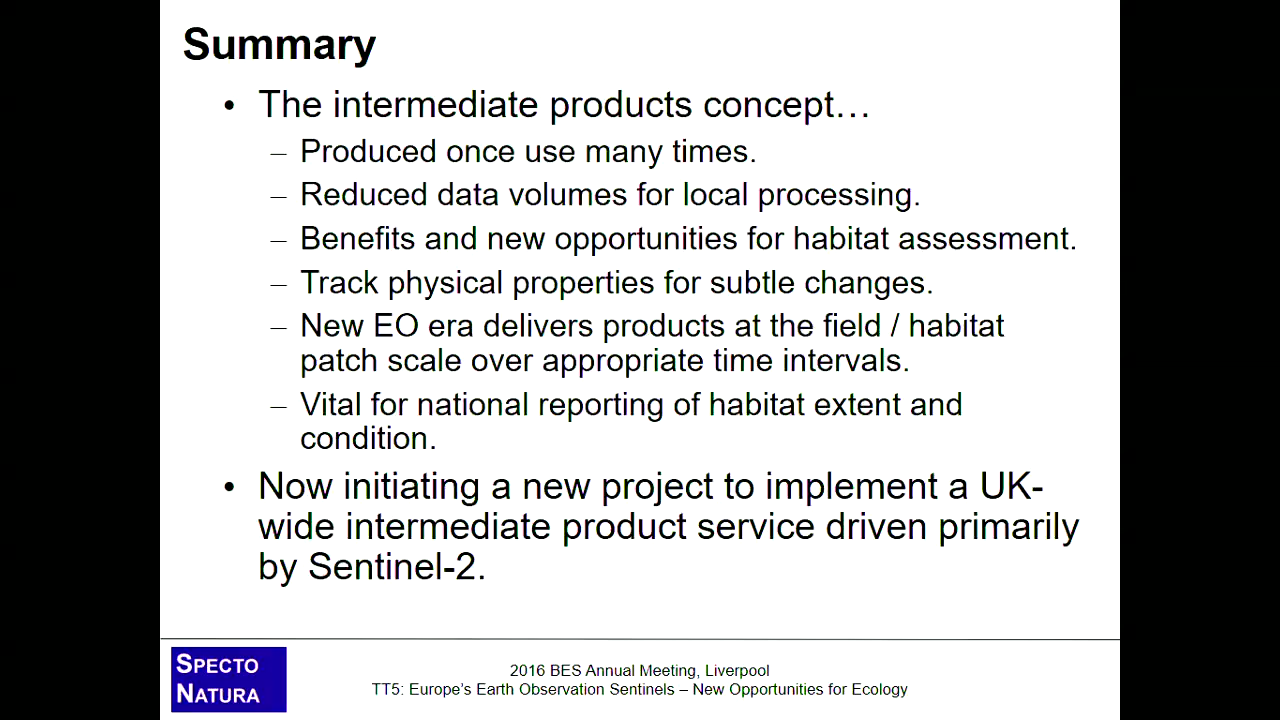 Summary
• The intermediate products concept…
– Produced once use many times.
– Reduced data volumes for local processing.
– Benefits and new opportunities for habitat assessment.
– Track physical properties for subtle changes.
– New EO era delivers products at the field / habitat
patch scale over appropriate time intervals.
– Vital for national reporting of habitat extent and
condition.
• Now initiating a new project to implement a UK-
wide intermediate product service driven primarily
by Sentinel-2.
SPECTO
NATURA
2016 BES Annual Meeting, Liverpool
TT5: Europe's Earth Observation Sentinels – New Opportunities for Ecology